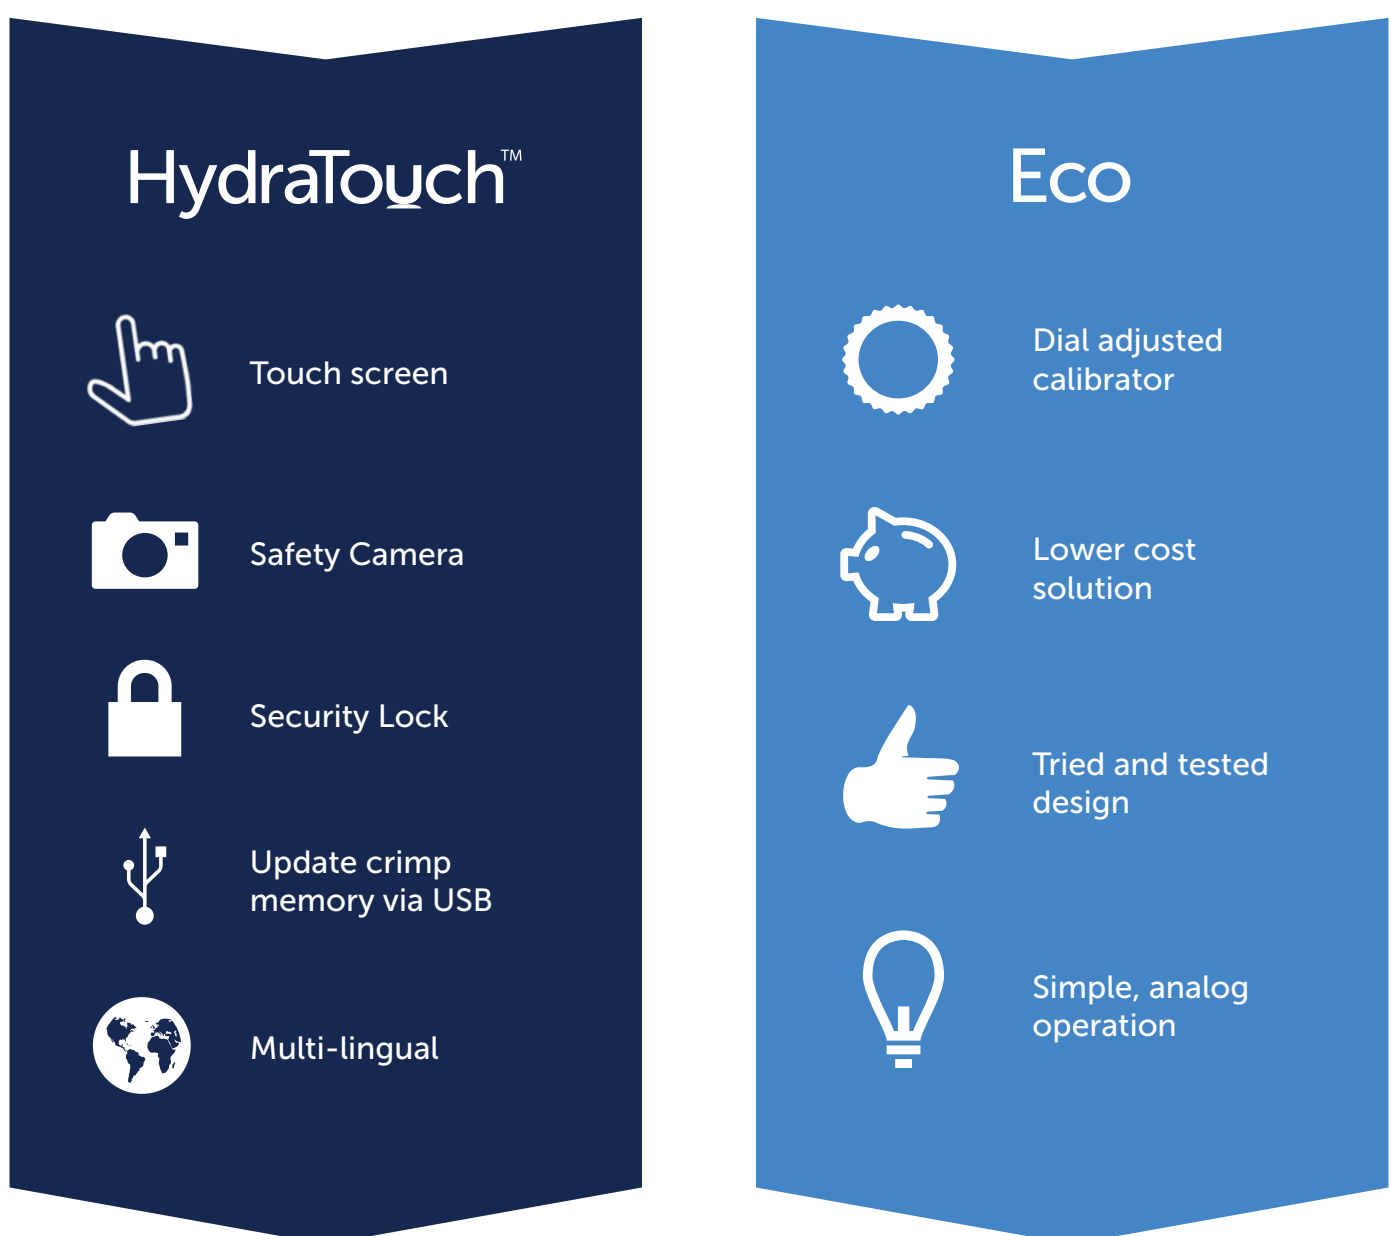 HydraTouch™
Touch screen
Safety Camera
Security Lock
Update crimp
memory via USB
Multi-lingual
Eco
Dial adjusted
calibrator
Lower cost
solution
Tried and tested
design
Simple, analog
operation